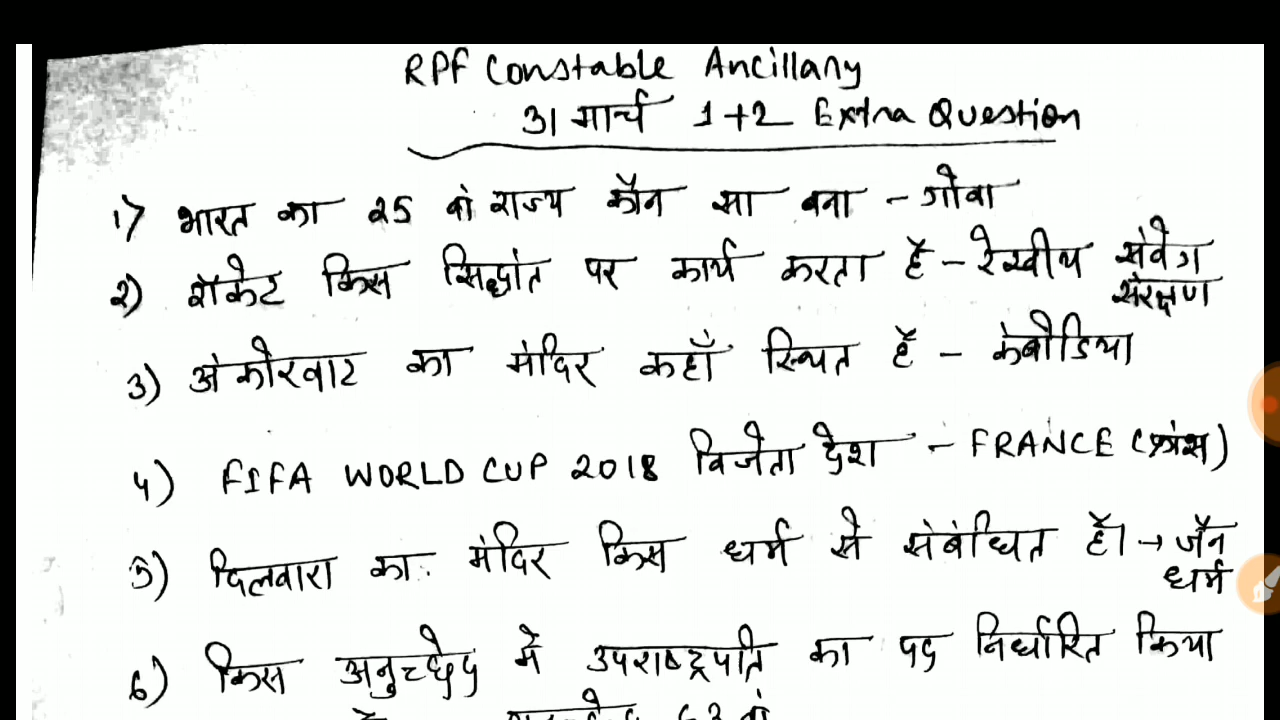 RPF Constable Ancillany
31 मार्च 1+2 Extra Question
1) भारत का 25 वां राज्य कौन सा बना - गोवा
2) रॉकेट किस सिद्धांत पर कार्य करता है - रेखीय संवेग
संरक्षण
3) अंकोरवाट का मंदिर कहाँ स्थित है - कंबोडिया
4) FIFA WORLD CUP 2018 विजेता देश - FRANCE (फ्रांस)
5) दिलवारा का मंदिर किस धर्म से संबंधित है। → जैन
धर्म
6) किस अनुच्छेद में उपराष्ट्रपति का पद निर्धारित किया